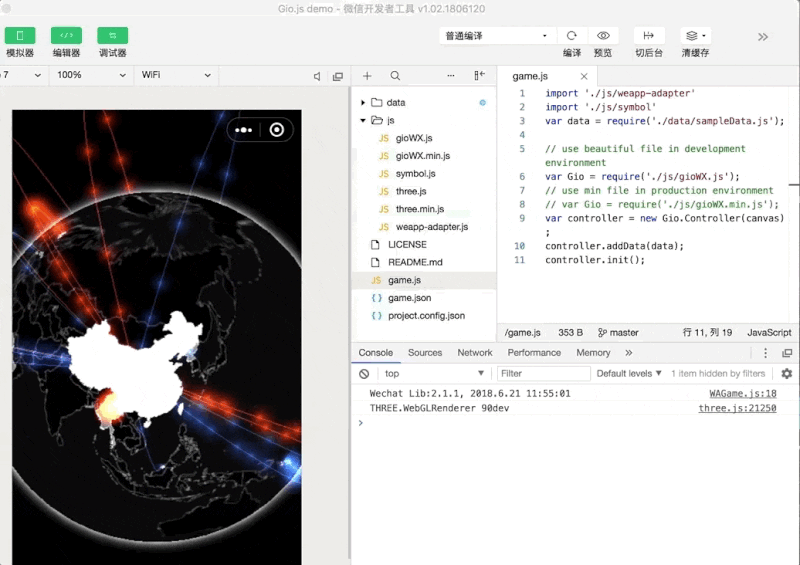 Gio.js demo - 微信开发者工具 v1.02.1806120
模拟器 编辑器 调试器
普通编译
编译 预览 切后台 清缓存
7 100% WiFi
data
js
gioWX.js
gioWX.min.js
symbol.js
three.js
three.min.js
weapp-adapter.js
LICENSE
README.md
game.js
game.json
project.config.json
game.js
1 import './js/weapp-adapter'
2 import './js/symbol'
3 var data = require('./data/sampleData.js');
4
5 // use beautiful file in development
environment
6 var Gio = require('./js/gioWX.js');
7 // use min file in production environment
8 // var Gio = require('./js/gioWX.min.js');
9 var controller = new Gio.Controller(canvas)
;
10 controller.addData(data);
11 controller.init();
/game.js 353 B master 行 11, 列 19 JavaScript
Console Sources Network Performance Memory
top Filter Default levels 1 item hidden by filters
Wechat Lib:2.1.1, 2018.6.21 11:55:01 WAGame.js:18
THREE.WebGLRenderer 90dev three.js:21250